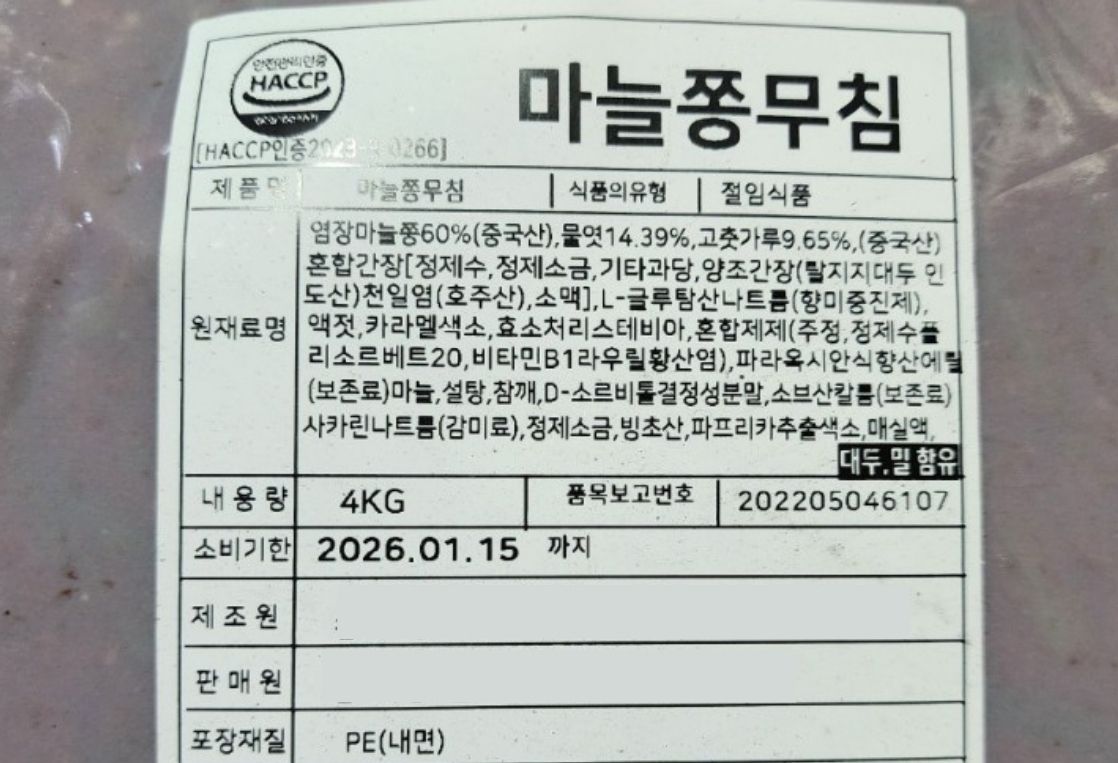 안전관리인증
HACCP
마늘쫑무침
[HACCP인증2023- -0266]
제 품 명 마늘쫑무침 식품의유형 절임식품
염장마늘쫑60%(중국산),물엿14.39%,고춧가루9.65%,(중국산)
혼합간장[정제수,정제소금,기타과당,양조간장(탈지지대두 인
도산)천일염(호주산),소맥],L-글루탐산나트륨(향미증진제),
원재료명 액젓,카라멜색소,효소처리스테비아,혼합제제(주정,정제수폴
리소르베트20,비타민B1라우릴황산염),파라옥시안식향산에틸
(보존료)마늘,설탕,참깨,D-소르비톨결정성분말,소브산칼륨(보존료)
사카린나트륨(감미료),정제소금,빙초산,파프리카추출색소,매실액,
대두,밀 함유
내 용 량 4KG 품목보고번호 202205046107
소비기한 2026.01.15 까지
제 조 원 :
판 매 원
포장재질 PE(내면)